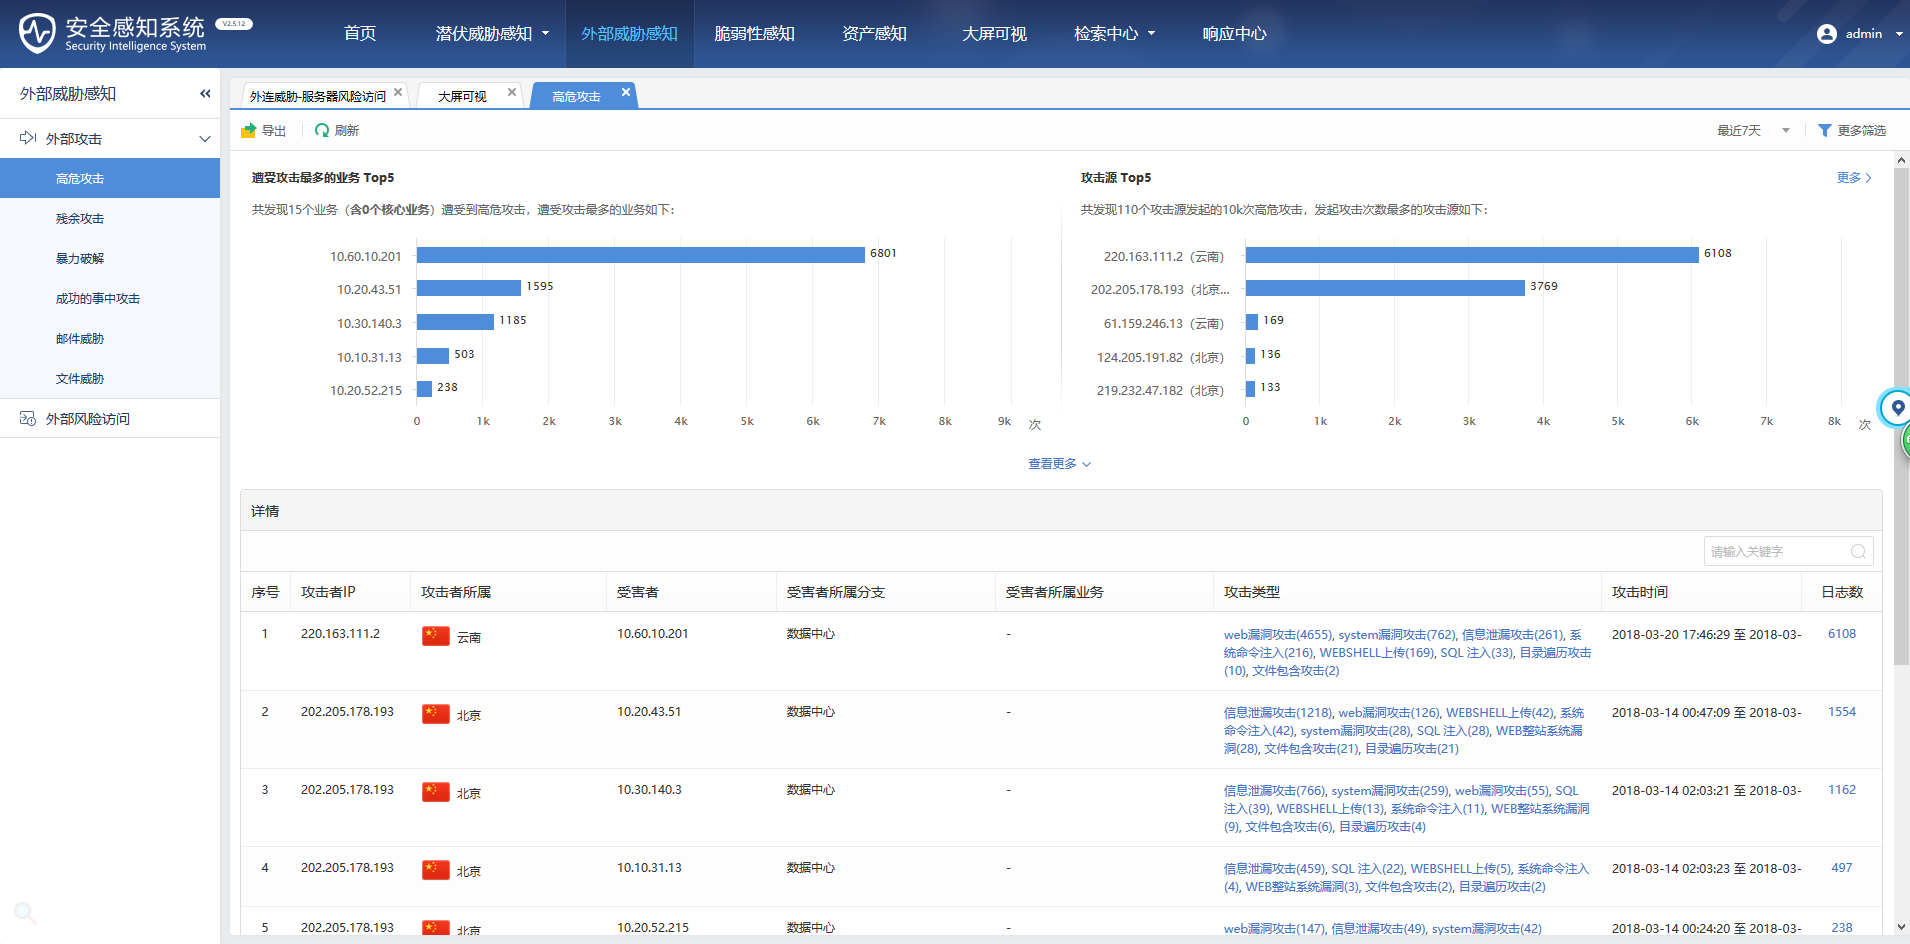 安全感知系统 V2.5.12
Security Intelligence System
首页 潜伏威胁感知 外部威胁感知 脆弱性感知 资产感知 大屏可视 检索中心 响应中心 admin
外部威胁感知
外部攻击
高危攻击
残余攻击
暴力破解
成功的事中攻击
邮件威胁
文件威胁
外部风险访问
外连威胁-服务器风险访问 大屏可视 高危攻击
导出 刷新 最近7天 更多筛选
遭受攻击最多的业务 Top5
共发现15个业务（含0个核心业务）遭受到高危攻击，遭受攻击最多的业务如下：
10.60.10.201 6801
10.20.43.51 1595
10.30.140.3 1185
10.10.31.13 503
10.20.52.215 238
0 1k 2k 3k 4k 5k 6k 7k 8k 9k 次
攻击源 Top5 更多
共发现110个攻击源发起的10k次高危攻击，发起攻击次数最多的攻击源如下：
220.163.111.2（云南） 6108
202.205.178.193（北京... 3769
61.159.246.13（云南） 169
124.205.191.82（北京） 136
219.232.47.182（北京） 133
0 1k 2k 3k 4k 5k 6k 7k 8k 次
查看更多
详情
请输入关键字
序号 攻击者IP 攻击者所属 受害者 受害者所属分支 受害者所属业务 攻击类型 攻击时间 日志数
1 220.163.111.2 云南 10.60.10.201 数据中心 - web漏洞攻击(4655), system漏洞攻击(762), 信息泄漏攻击(261), 系 2018-03-20 17:46:29 至 2018-03- 6108
统命令注入(216), WEBSHELL上传(169), SQL 注入(33), 目录遍历攻击
(10), 文件包含攻击(2)
2 202.205.178.193 北京 10.20.43.51 数据中心 - 信息泄漏攻击(1218), web漏洞攻击(126), WEBSHELL上传(42), 系统 2018-03-14 00:47:09 至 2018-03- 1554
命令注入(42), system漏洞攻击(28), SQL 注入(28), WEB整站系统漏
洞(28), 文件包含攻击(21), 目录遍历攻击(21)
3 202.205.178.193 北京 10.30.140.3 数据中心 - 信息泄漏攻击(766), system漏洞攻击(259), web漏洞攻击(55), SQL 2018-03-14 02:03:21 至 2018-03- 1162
注入(39), WEBSHELL上传(13), 系统命令注入(11), WEB整站系统漏洞
(9), 文件包含攻击(6), 目录遍历攻击(4)
4 202.205.178.193 北京 10.10.31.13 数据中心 - 信息泄漏攻击(459), SQL 注入(22), WEBSHELL上传(5), 系统命令注入 2018-03-14 02:03:23 至 2018-03- 497
(4), WEB整站系统漏洞(3), 文件包含攻击(2), 目录遍历攻击(2)
5 202.205.178.193 北京 10.20.52.215 数据中心 - web漏洞攻击(147), 信息泄漏攻击(49), system漏洞攻击(42) 2018-03-14 00:24:20 至 2018-03- 238